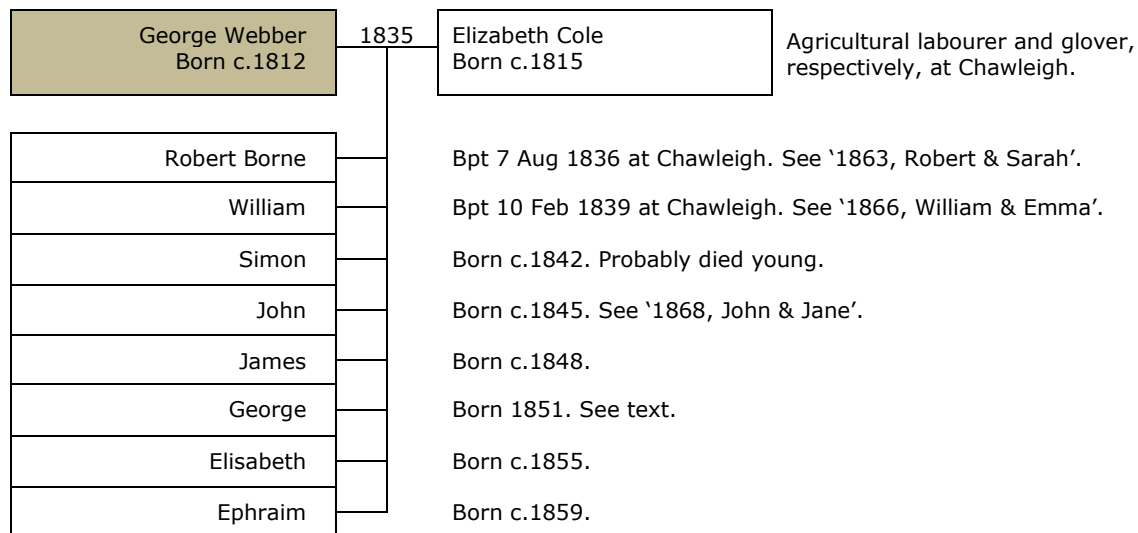 George Webber
Born c.1812
1835
Elizabeth Cole
Born c.1815
Agricultural labourer and glover,
respectively, at Chawleigh.
Robert Borne
Bpt 7 Aug 1836 at Chawleigh. See ‘1863, Robert & Sarah’.
William
Bpt 10 Feb 1839 at Chawleigh. See ‘1866, William & Emma’.
Simon
Born c.1842. Probably died young.
John
Born c.1845. See ‘1868, John & Jane’.
James
Born c.1848.
George
Born 1851. See text.
Elisabeth
Born c.1855.
Ephraim
Born c.1859.